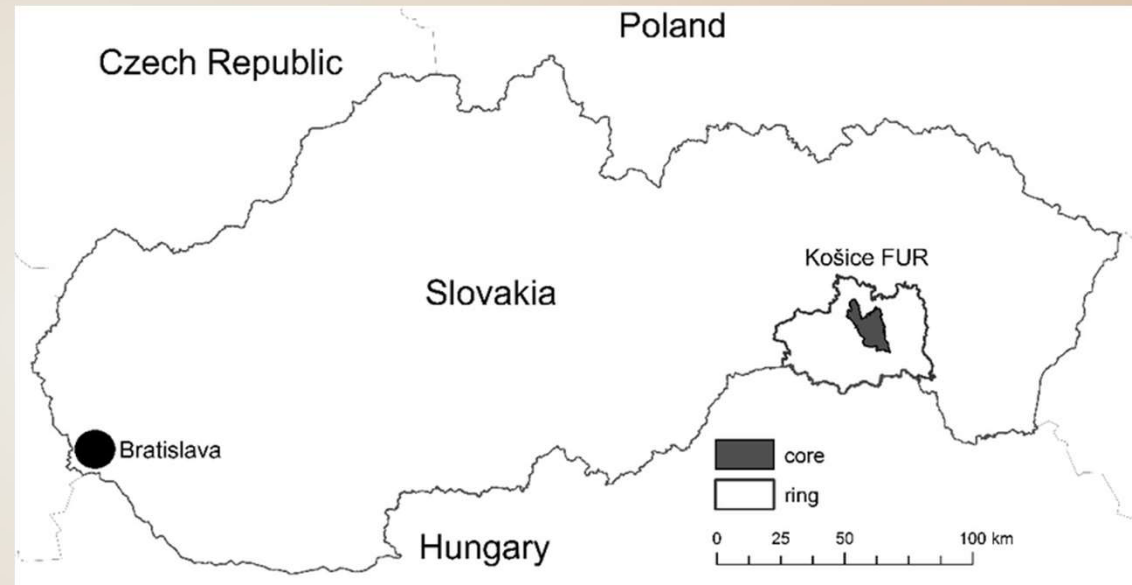 Poland
Czech Republic
Košice FUR
Slovakia
Bratislava
core
ring
0 25 50 100 km
Hungary